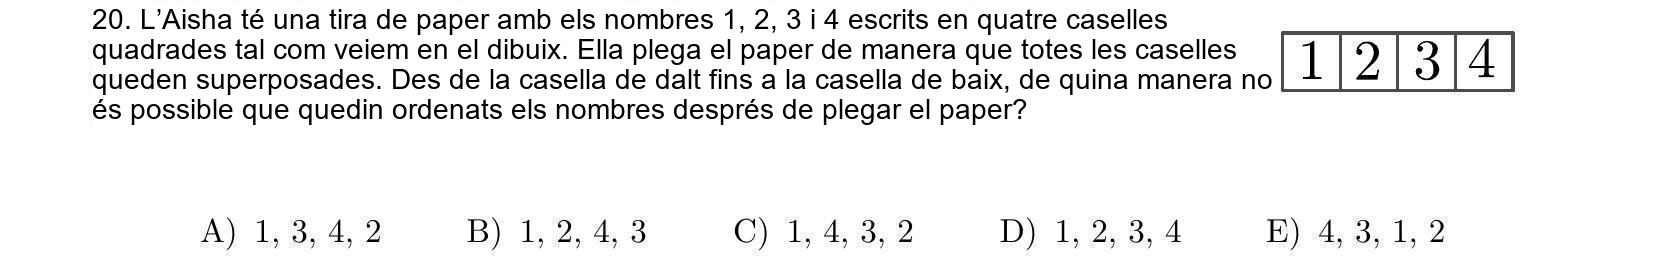 20. L’Aisha té una tira de paper amb els nombres 1, 2, 3 i 4 escrits en quatre caselles
quadrades tal com veiem en el dibuix. Ella plega el paper de manera que totes les caselles
queden superposades. Des de la casella de dalt fins a la casella de baix, de quina manera no
és possible que quedin ordenats els nombres després de plegar el paper?
1 2 3 4
A) 1, 3, 4, 2 B) 1, 2, 4, 3 C) 1, 4, 3, 2 D) 1, 2, 3, 4 E) 4, 3, 1, 2